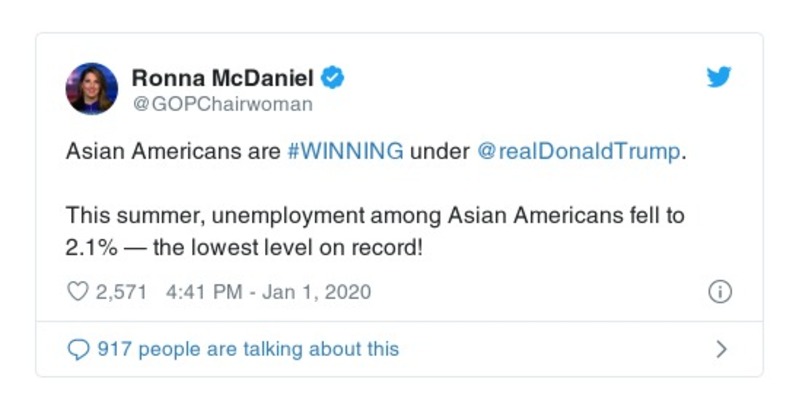 Ronna McDaniel
@GOPChairwoman
Asian Americans are #WINNING under @realDonaldTrump.
This summer, unemployment among Asian Americans fell to
2.1% — the lowest level on record!
2,571 4:41 PM - Jan 1, 2020
917 people are talking about this